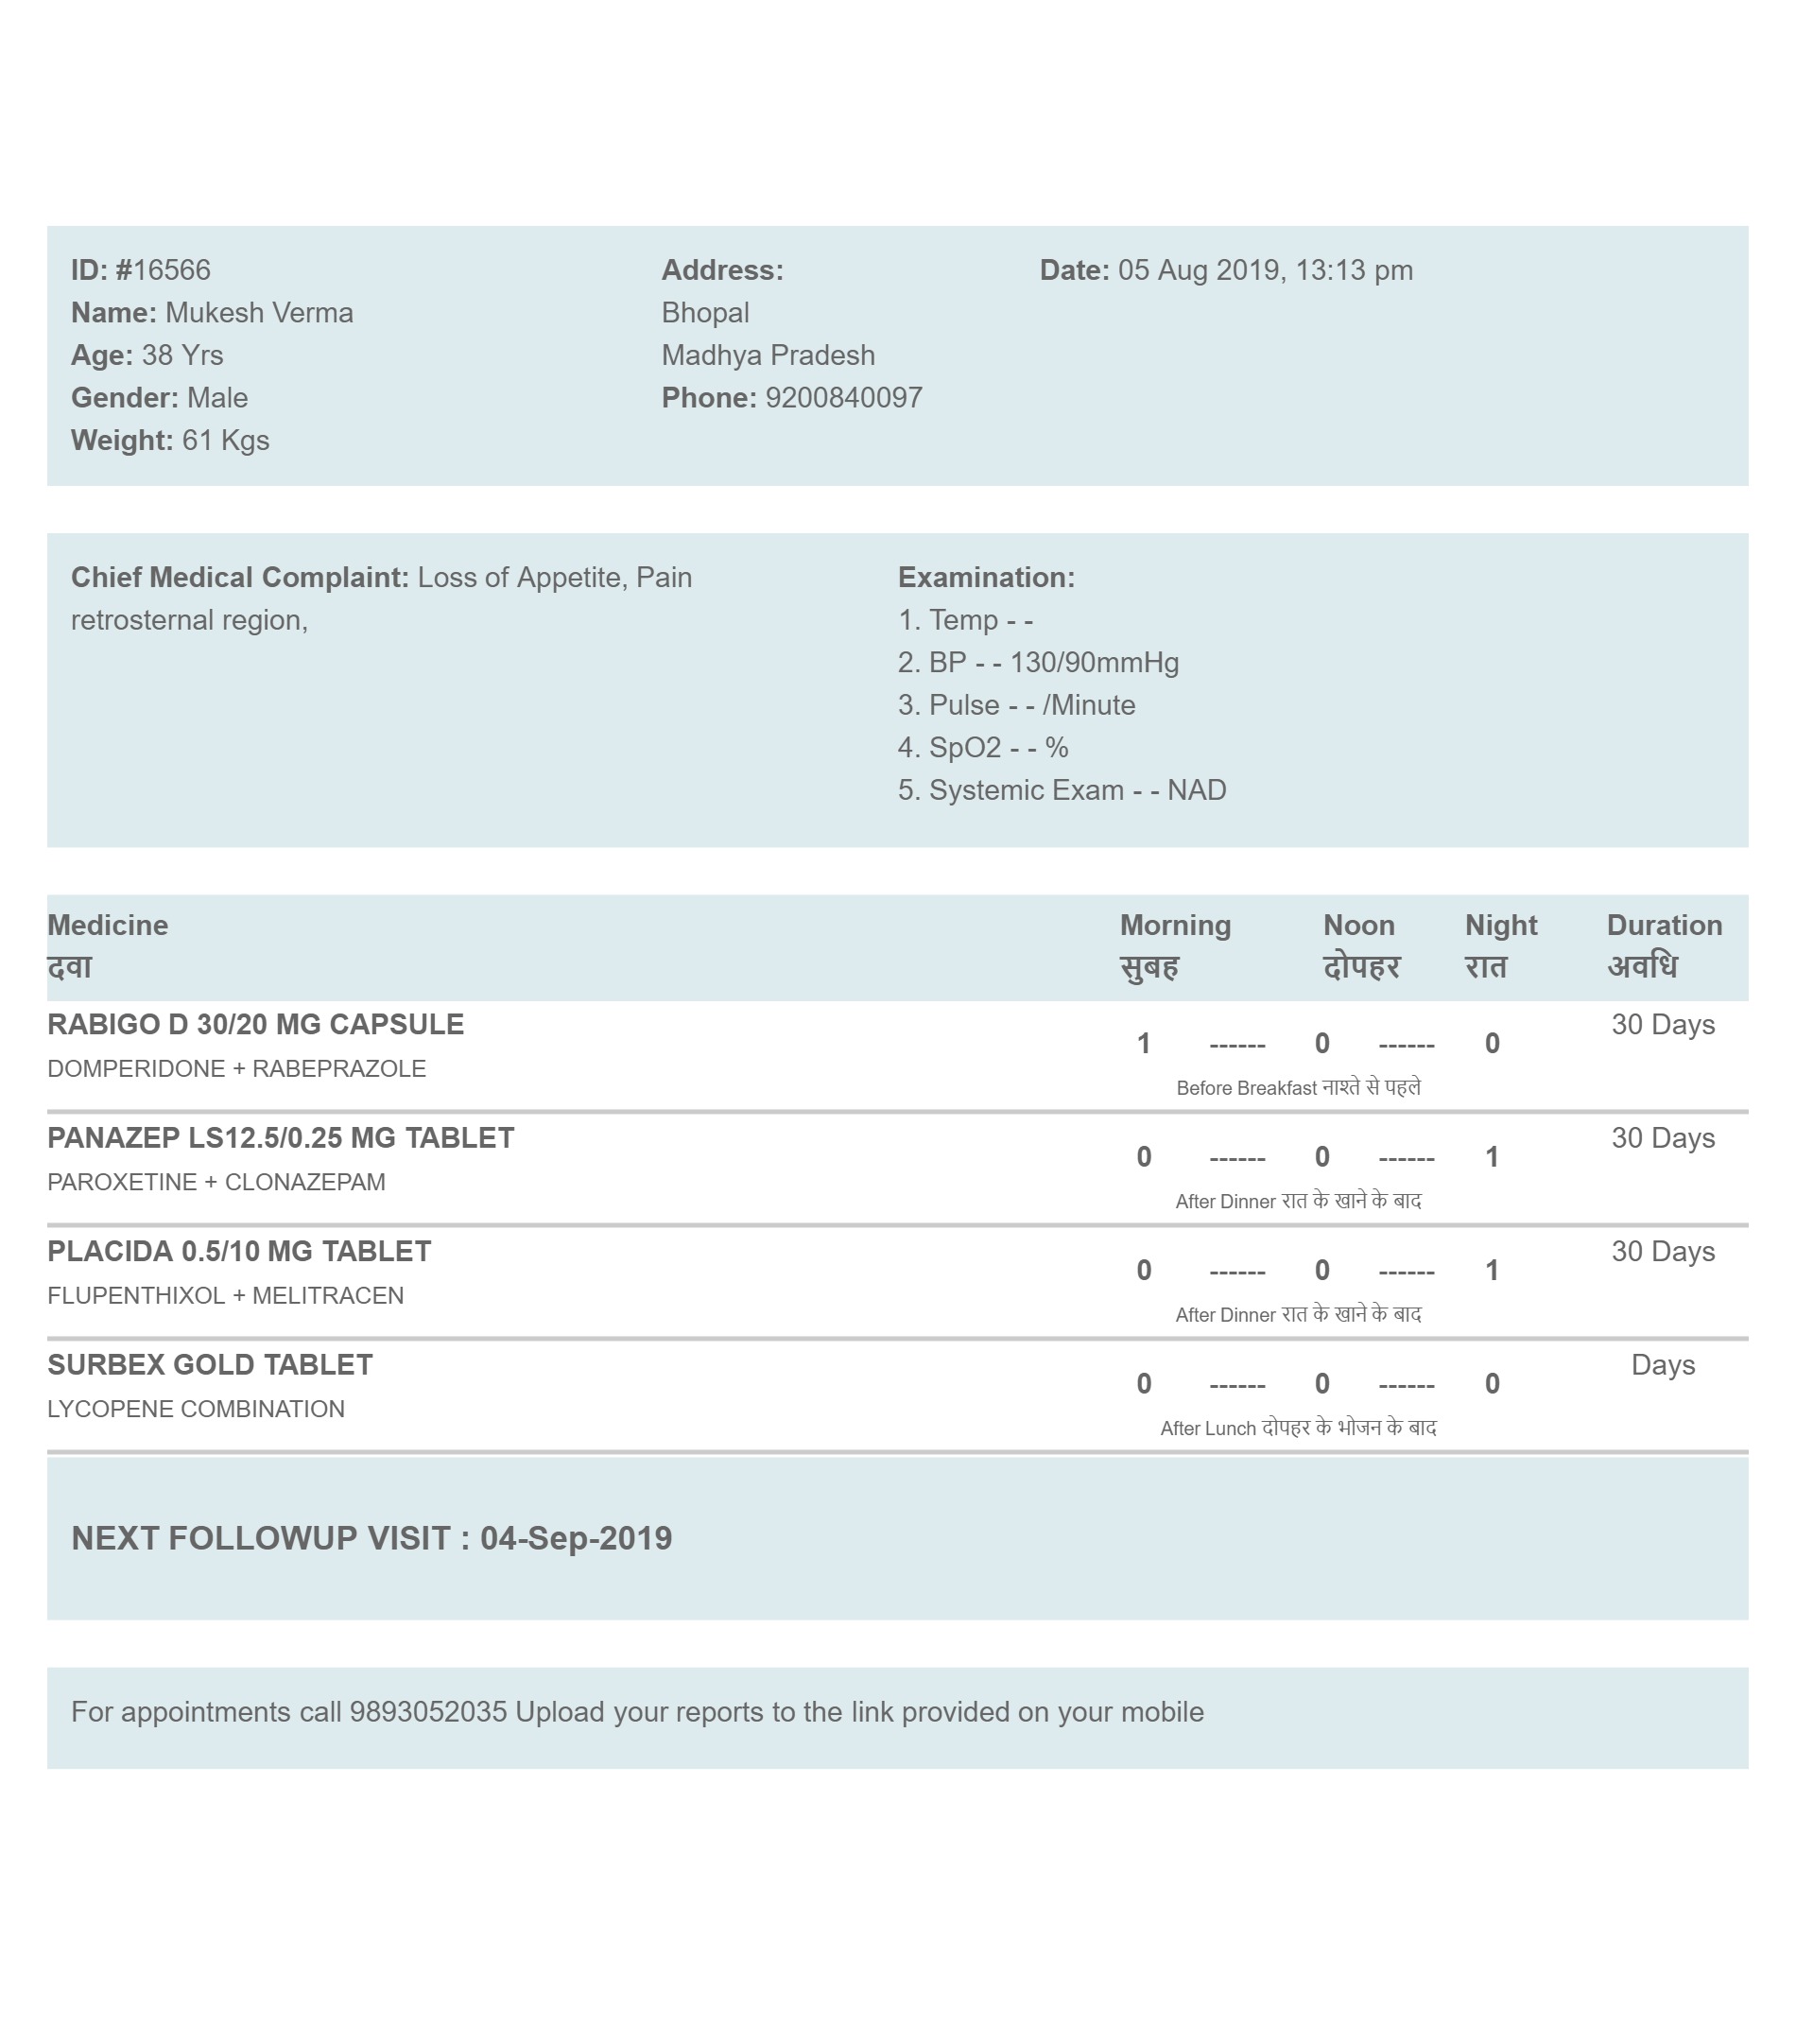 ID: #16566
Name: Mukesh Verma
Age: 38 Yrs
Gender: Male
Weight: 61 Kgs
Address:
Bhopal
Madhya Pradesh
Phone: 9200840097
Date: 05 Aug 2019, 13:13 pm
Chief Medical Complaint: Loss of Appetite, Pain
retrosternal region,
Examination:
1. Temp - -
2. BP - - 130/90mmHg
3. Pulse - - /Minute
4. SpO2 - - %
5. Systemic Exam - - NAD
Medicine Morning Noon Night Duration
दवा सुबह दोपहर रात अवधि
RABIGO D 30/20 MG CAPSULE 30 Days
1 ------ 0 ------ 0
DOMPERIDONE + RABEPRAZOLE
Before Breakfast नाश्ते से पहले
PANAZEP LS12.5/0.25 MG TABLET 30 Days
0 ------ 0 ------ 1
PAROXETINE + CLONAZEPAM
After Dinner रात के खाने के बाद
PLACIDA 0.5/10 MG TABLET 30 Days
0 ------ 0 ------ 1
FLUPENTHIXOL + MELITRACEN
After Dinner रात के खाने के बाद
SURBEX GOLD TABLET Days
0 ------ 0 ------ 0
LYCOPENE COMBINATION
After Lunch दोपहर के भोजन के बाद
NEXT FOLLOWUP VISIT : 04-Sep-2019
For appointments call 9893052035 Upload your reports to the link provided on your mobile